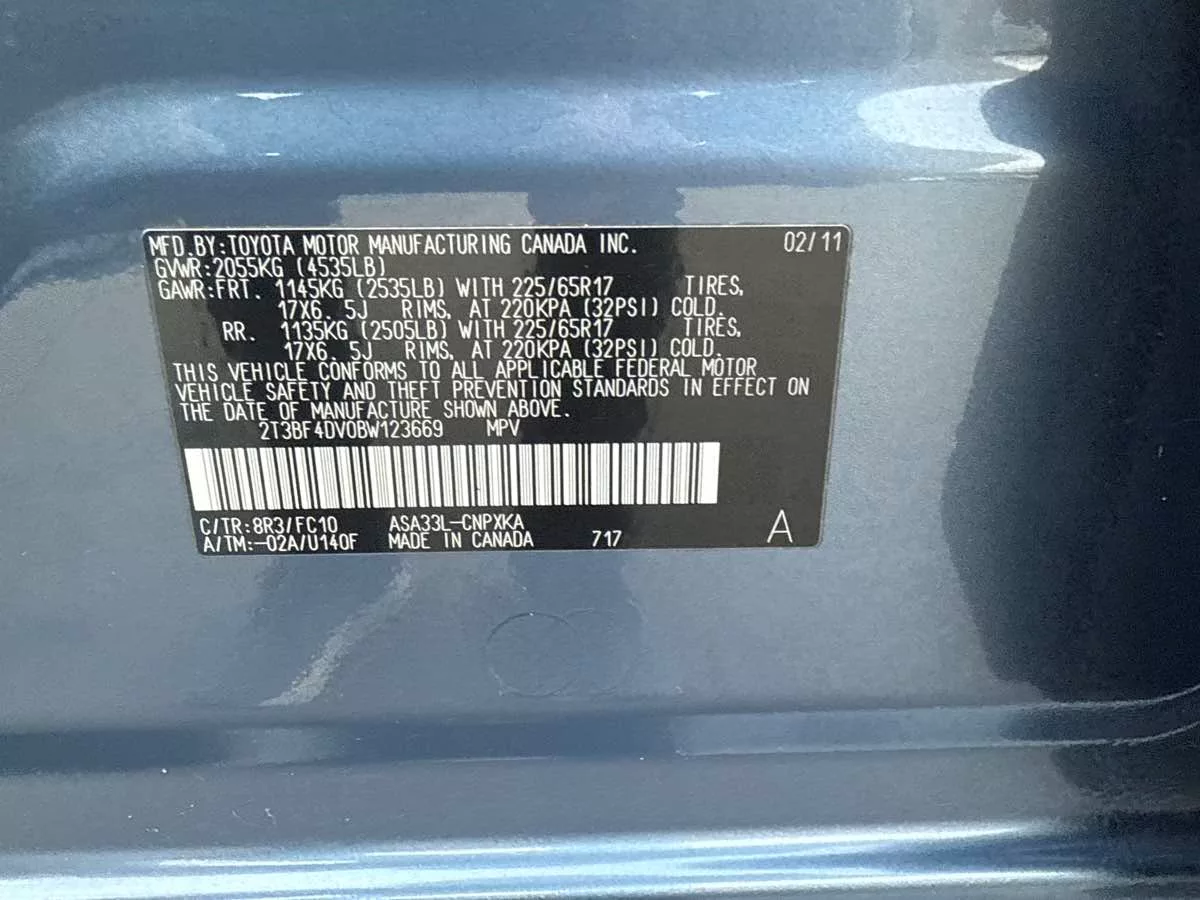 MFD.BY:TOYOTA MOTOR MANUFACTURING CANADA INC. 02/11
GVWR:2055KG (4535LB)
GAWR:FRT. 1145KG (2535LB) WITH 225/65R17 TIRES,
17X6. 5J RIMS, AT 220KPA (32PSI) COLD.
RR. 1135KG (2505LB) WITH 225/65R17 TIRES,
17X6. 5J RIMS, AT 220KPA (32PSI) COLD.
THIS VEHICLE CONFORMS TO ALL APPLICABLE FEDERAL MOTOR
VEHICLE SAFETY AND THEFT PREVENTION STANDARDS IN EFFECT ON
THE DATE OF MANUFACTURE SHOWN ABOVE.
2T3BF4DV0BW123669 MPV
C/TR:8R3/FC10 ASA33L-CNPXKA
A/TM:-02A/U140F MADE IN CANADA 717 A